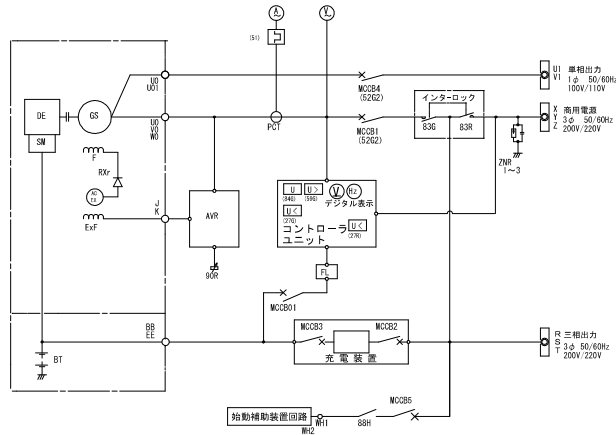 A
V
(51)
U0
U01
MCCB4
(52G2)
U1
V1
単相出力
1φ 50/60Hz
100V/110V
DE
GS
SM
U0
V0
W0
PCT
MCCB1
(52G2)
インターロック
83G
83R
X
Y
Z
商用電源
3φ 50/60Hz
200V/220V
ZNR
1～3
F
RXr
AC
EX
ExF
J
K
AVR
90R
U
(84G)
U>
(59G)
V
Hz
デジタル表示
U<
(27G)
コントローラ
ユニット
U<
(27R)
FL
MCCB01
BB
EE
BT
MCCB3
MCCB2
充電装置
R
S
T
三相出力
3φ 50/60Hz
200V/220V
始動補助装置回路
WH1
WH2
88H
MCCB5